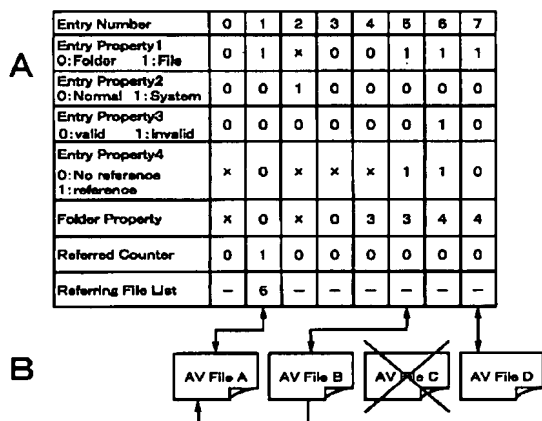 Entry Number 0 1 2 3 4 5 6 7
A
Entry Property1
0:Folder 1:File
0 1 × 0 0 1 1 1
Entry Property2
0:Normal 1:System
0 0 1 0 0 0 0 0
Entry Property3
0:valid 1:Invalid
0 0 0 0 0 0 1 0
Entry Property4
0:No reference
1:reference
× 0 × × × 1 1 0
Folder Property × 0 × 0 3 3 4 4
Referred Counter 0 1 0 0 0 0 0 0
Referring File List – 6 – – – – – –
B
AV File A AV File B AV File C AV File D